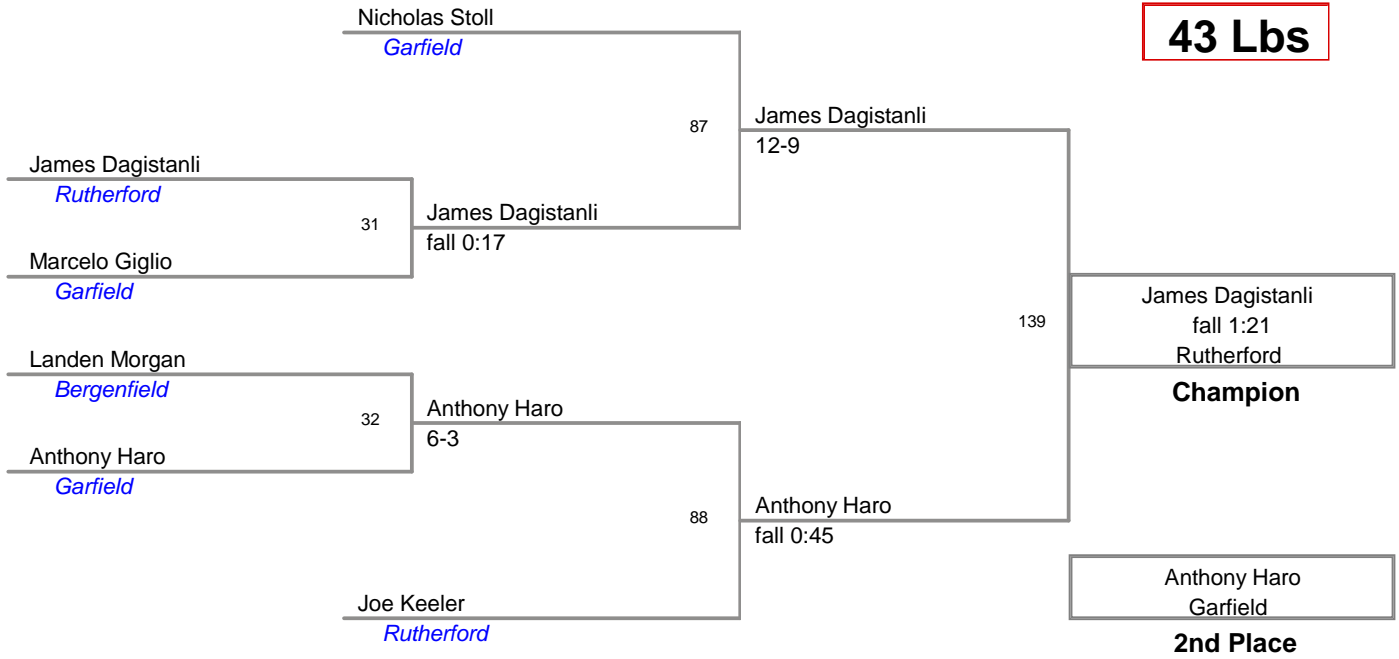 Nicholas Stoll
Garfield
43 Lbs
87
James Dagistanli
12-9
James Dagistanli
Rutherford
31
James Dagistanli
fall 0:17
Marcelo Giglio
Garfield
139
James Dagistanli
fall 1:21
Rutherford
Champion
Landen Morgan
Bergenfield
32
Anthony Haro
6-3
Anthony Haro
Garfield
88
Anthony Haro
fall 0:45
Joe Keeler
Rutherford
Anthony Haro
Garfield
2nd Place